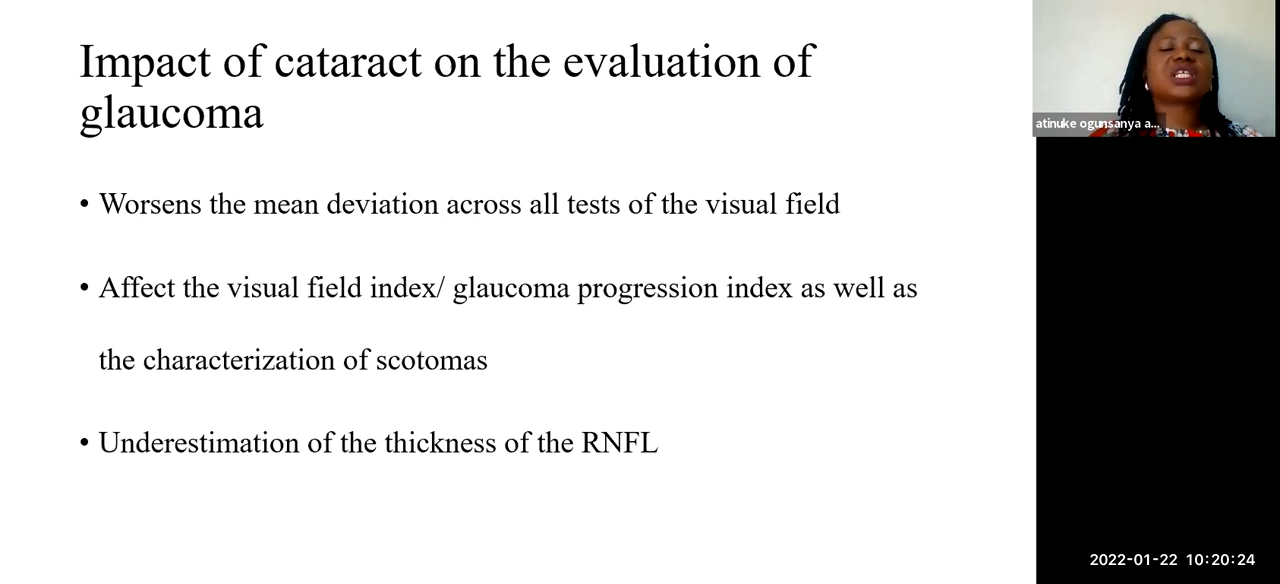 Impact of cataract on the evaluation of
glaucoma
• Worsens the mean deviation across all tests of the visual field
• Affect the visual field index/ glaucoma progression index as well as
the characterization of scotomas
• Underestimation of the thickness of the RNFL
atinuke ogunsanya a...
2022-01-22 10:20:24